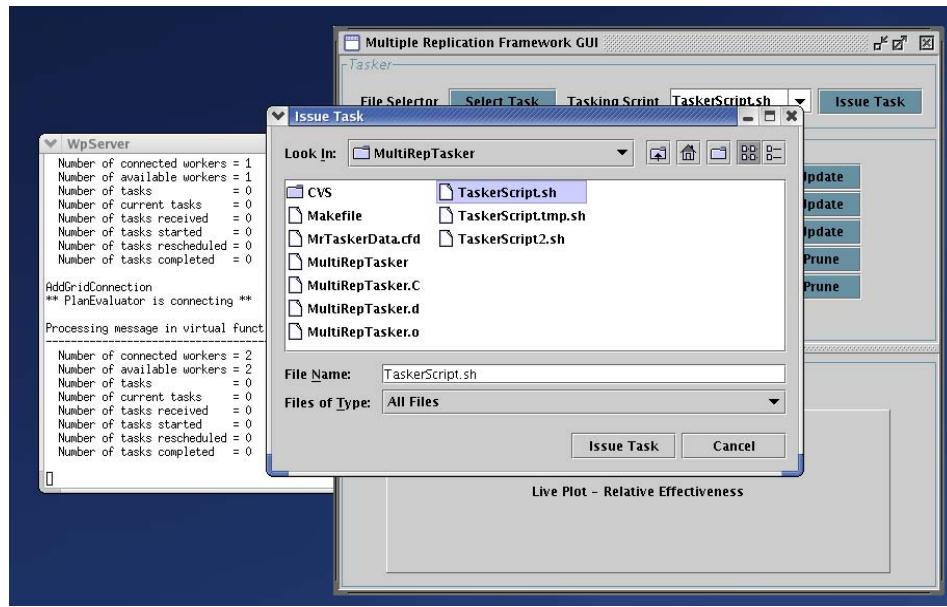 Multiple Replication Framework GUI
Tasker
File Selector Select Task Tasking Script TaskerScript.sh Issue Task
Update
Update
Update
Prune
Prune
Live Plot - Relative Effectiveness
WpServer
Number of connected workers = 1
Number of available workers = 1
Number of tasks = 0
Number of current tasks = 0
Number of tasks received = 0
Number of tasks started = 0
Number of tasks rescheduled = 0
Number of tasks completed = 0
AddGridConnection
** PlanEvaluator is connecting **
Processing message in virtual funct
Number of connected workers = 2
Number of available workers = 2
Number of tasks = 0
Number of current tasks = 0
Number of tasks received = 0
Number of tasks started = 0
Number of tasks rescheduled = 0
Number of tasks completed = 0
Issue Task
Look In: MultiRepTasker
CVS
Makefile
MrTaskerData.cfd
MultiRepTasker
MultiRepTasker.C
MultiRepTasker.d
MultiRepTasker.o
TaskerScript.sh
TaskerScript.tmp.sh
TaskerScript2.sh
File Name: TaskerScript.sh
Files of Type: All Files
Issue Task Cancel